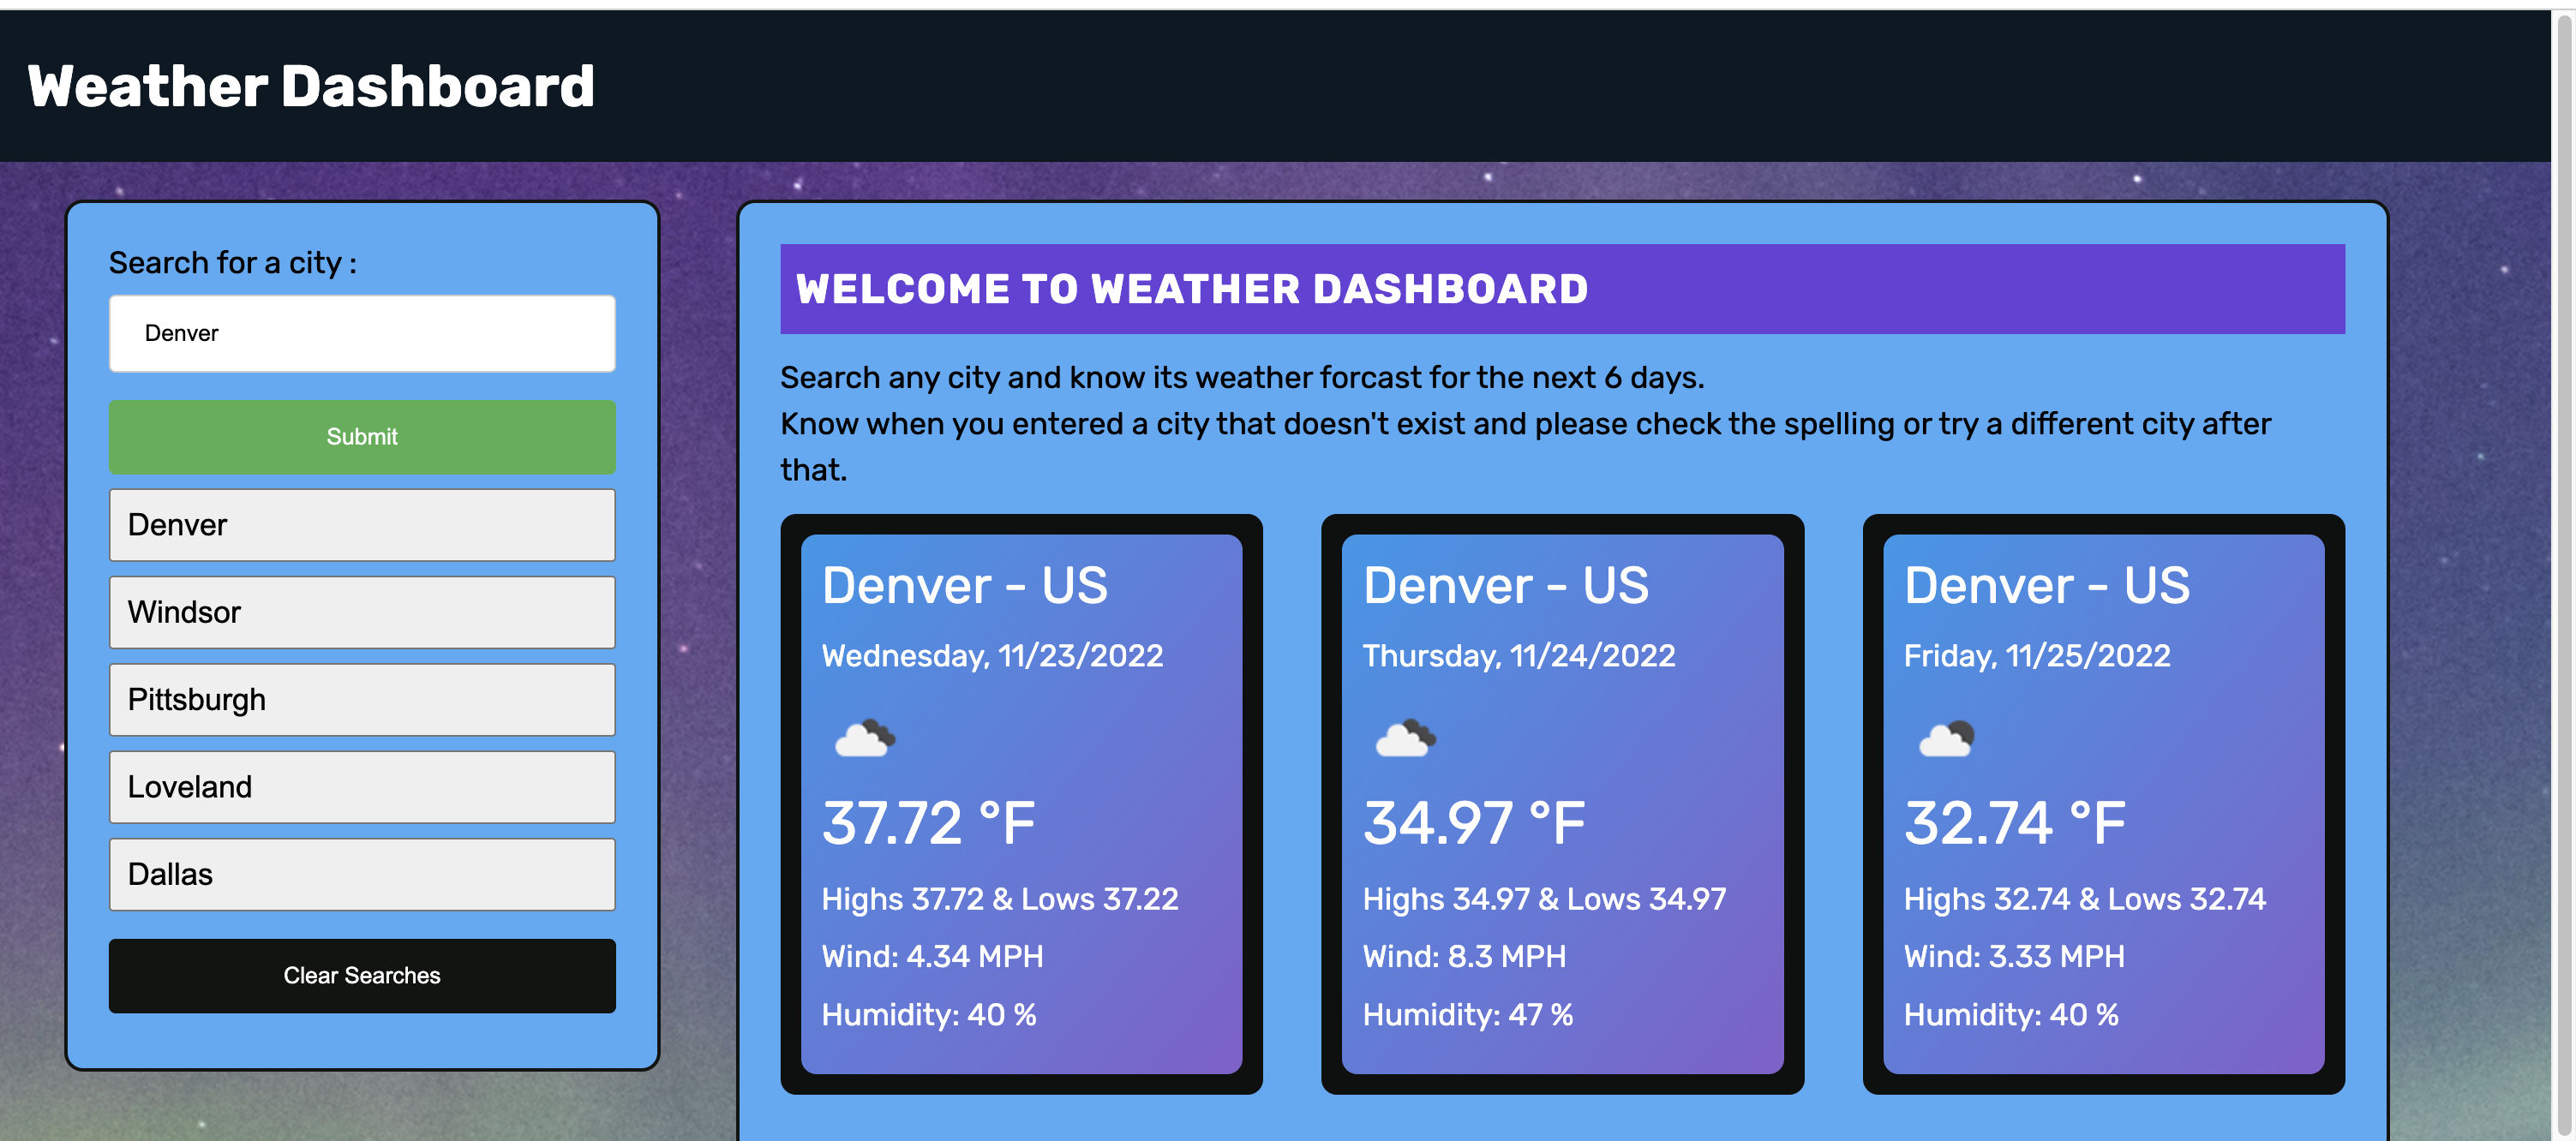 Weather Dashboard
Search for a city :
Denver
Submit
Denver
Windsor
Pittsburgh
Loveland
Dallas
Clear Searches
WELCOME TO WEATHER DASHBOARD
Search any city and know its weather forcast for the next 6 days.
Know when you entered a city that doesn't exist and please check the spelling or try a different city after
that.
Denver - US
Wednesday, 11/23/2022
37.72 °F
Highs 37.72 & Lows 37.22
Wind: 4.34 MPH
Humidity: 40 %
Denver - US
Thursday, 11/24/2022
34.97 °F
Highs 34.97 & Lows 34.97
Wind: 8.3 MPH
Humidity: 47 %
Denver - US
Friday, 11/25/2022
32.74 °F
Highs 32.74 & Lows 32.74
Wind: 3.33 MPH
Humidity: 40 %